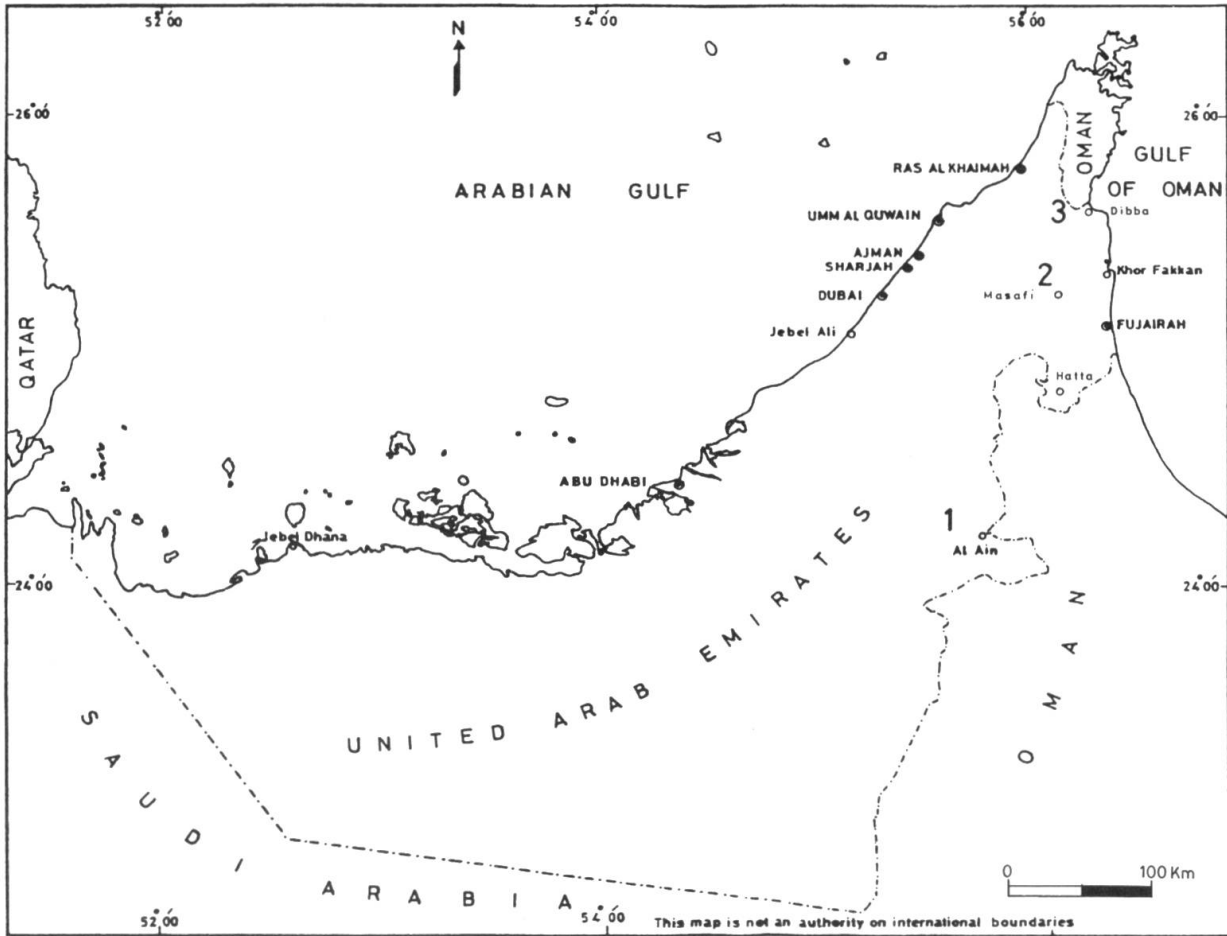 52°00'
54°00'
56°00'
N
26°00'
26°00'
OMAN
GULF
OF OMAN
ARABIAN GULF
RAS AL KHAIMAH
UMM AL QUWAIN
3
Dibba
AJMAN
SHARJAH
Khor Fakkan
2
Masafi
DUBAI
FUJAIRAH
Jebel Ali
QATAR
Hatta
ABU DHABI
1
Al Ain
Jebel Dhana
24°00'
24°00'
UNITED ARAB EMIRATES
OMAN
SAUDI ARABIA
0 100 Km
52°00'
54°00'
This map is not an authority on international boundaries